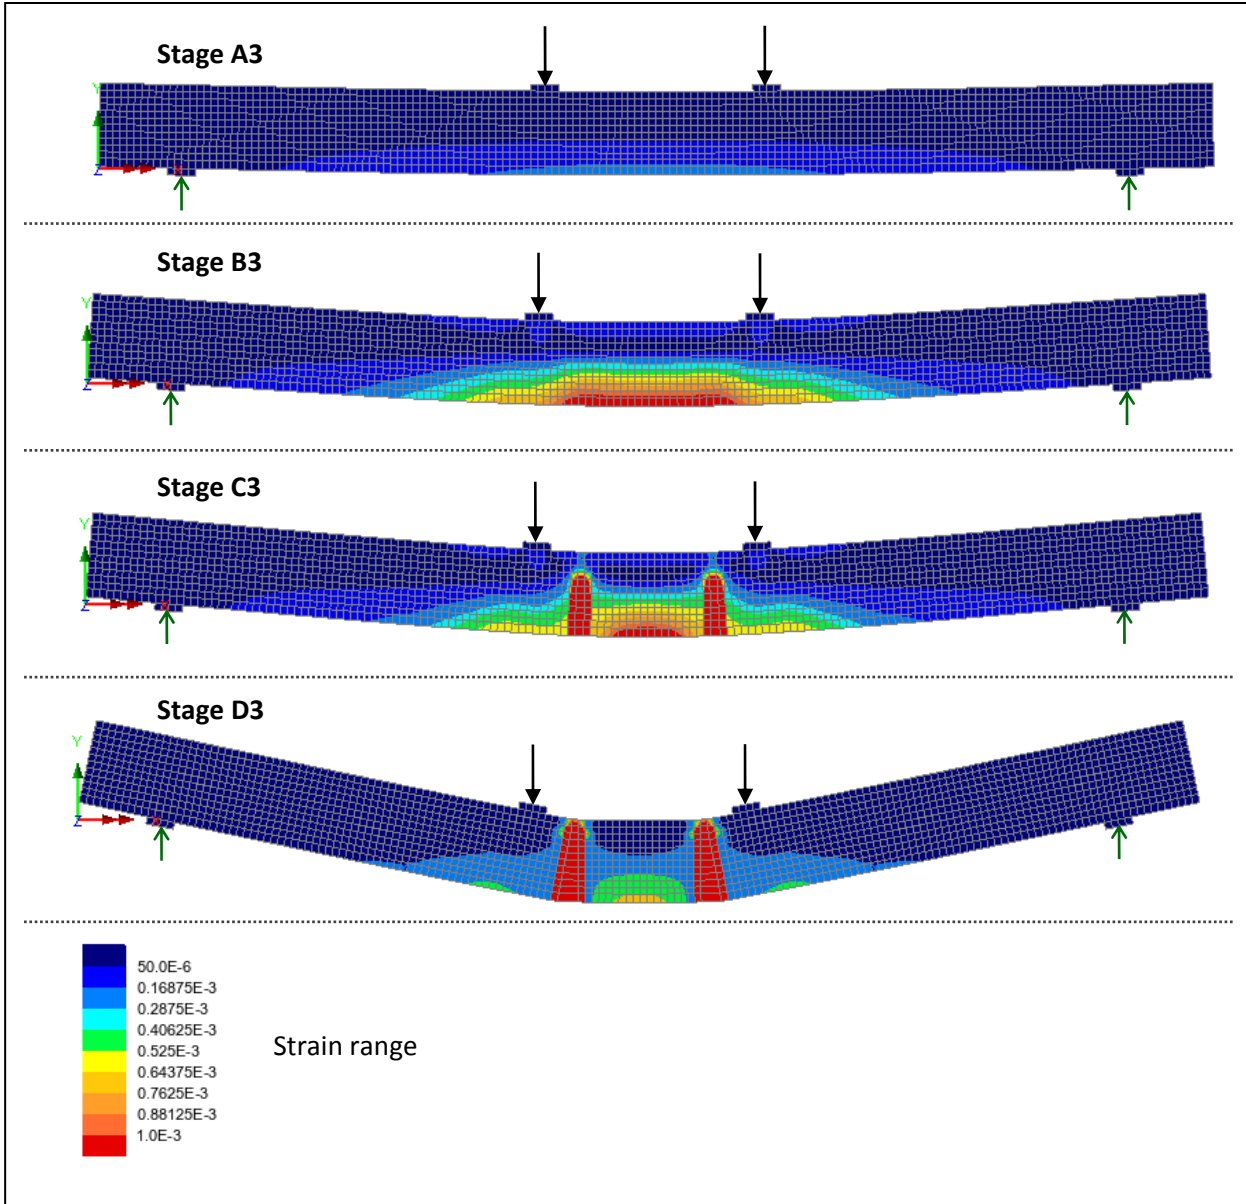 Stage A3
Y
Z
X
Stage B3
Y
Z
X
Stage C3
Y
Z
X
Stage D3
Y
Z
X
50.0E-6
0.16875E-3
0.2875E-3
0.40625E-3
0.525E-3
0.64375E-3
0.7625E-3
0.88125E-3
1.0E-3
Strain range